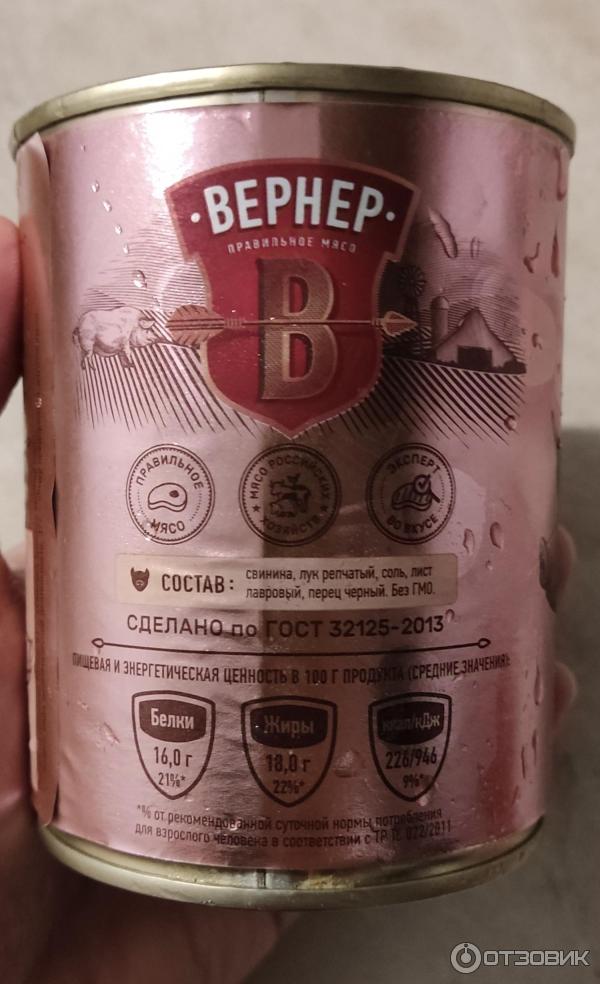 ·ВЕРНЕР·
ПРАВИЛЬНОЕ МЯСО
В
ПРАВИЛЬНОЕ
МЯСО
МЯСО РОССИЙСКИХ
ХОЗЯЙСТВ
ЭКСПЕРТ
ВО ВКУСЕ
СОСТАВ:
свинина, лук репчатый, соль, лист
лавровый, перец черный. Без ГМО.
СДЕЛАНО по ГОСТ 32125-2013
ПИЩЕВАЯ И ЭНЕРГЕТИЧЕСКАЯ ЦЕННОСТЬ В 100 Г ПРОДУКТА (СРЕДНИЕ ЗНАЧЕНИЯ):
Белки
16,0 г
21%*
Жиры
18,0 г
22%*
ккал/кДж
226/946
9%*
*% от рекомендованной суточной нормы потребления
для взрослого человека в соответствии с ТР ТС 022/2011
ОТЗОВИК